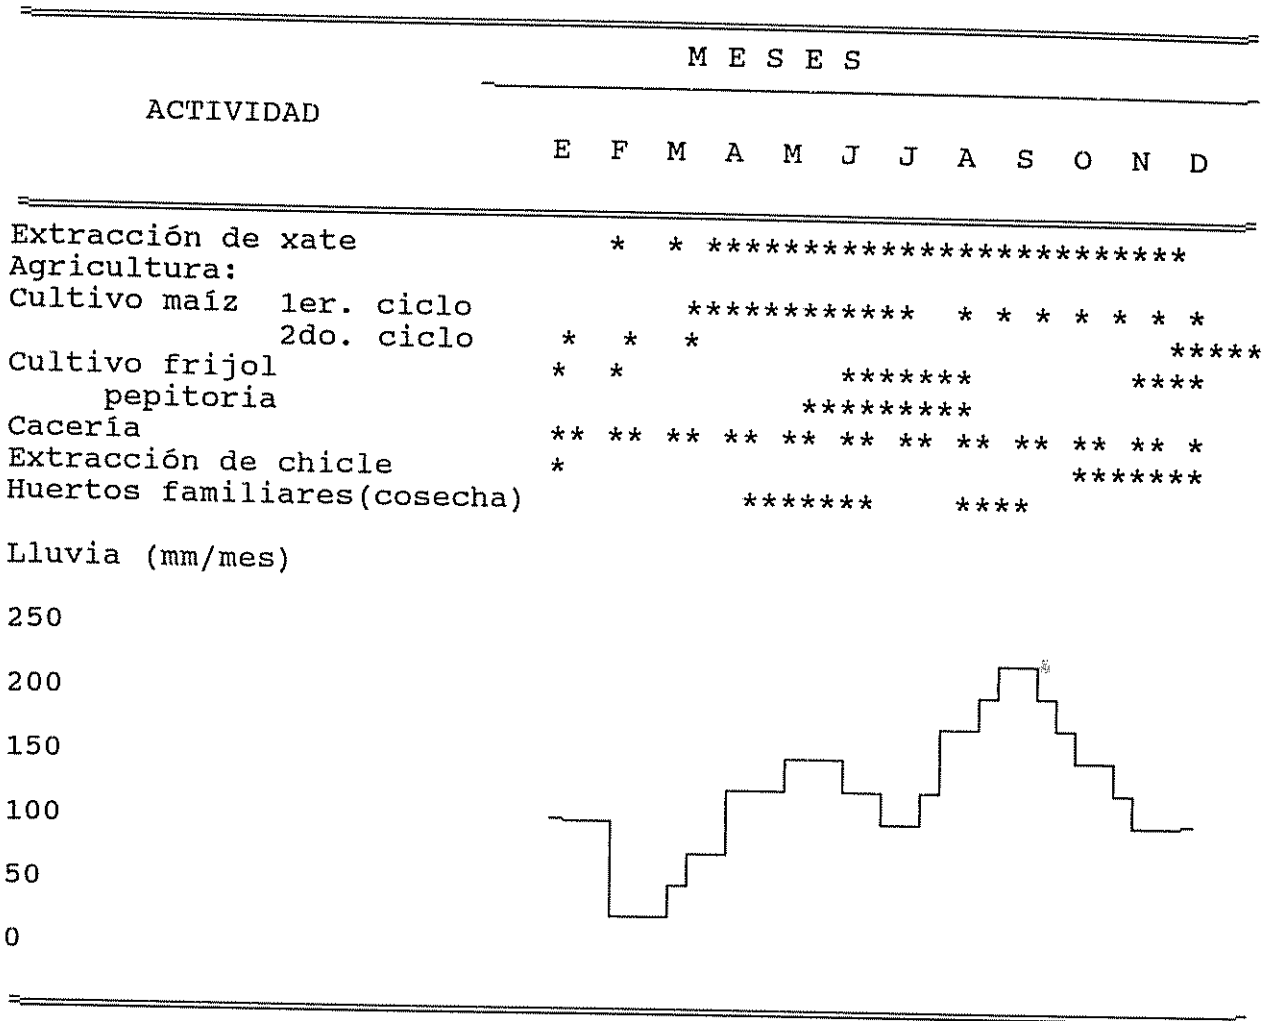 M E S E S
ACTIVIDAD
E F M A M J J A S O N D
Extracción de xate * * *************************
Agricultura:
Cultivo maíz 1er. ciclo ************ * * * * * * *
2do. ciclo * * * *****
Cultivo frijol * * ******* ****
pepitoria *********
Cacería ** ** ** ** ** ** ** ** ** ** ** *
Extracción de chicle * *******
Huertos familiares(cosecha) ******* ****
Lluvia (mm/mes)
250
200
150
100
50
0